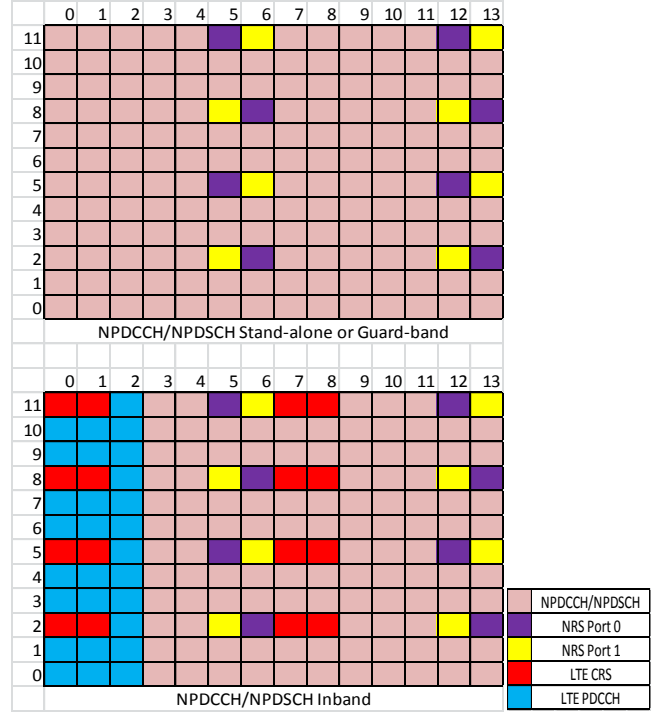 0 1 2 3 4 5 6 7 8 9 10 11 12 13
11
10
9
8
7
6
5
4
3
2
1
0
NPDCCH/NPDSCH Stand-alone or Guard-band
0 1 2 3 4 5 6 7 8 9 10 11 12 13
11
10
9
8
7
6
5
4
3
2
1
0
NPDCCH/NPDSCH Inband
NPDCCH/NPDSCH
NRS Port 0
NRS Port 1
LTE CRS
LTE PDCCH